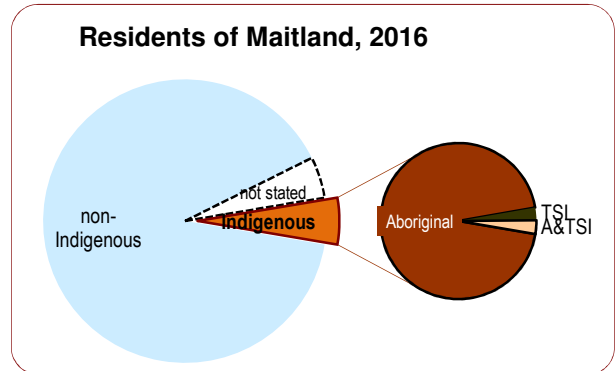 Residents of Maitland, 2016
not stated
non-
Indigenous
Indigenous
Aboriginal
TSI
A&TSI